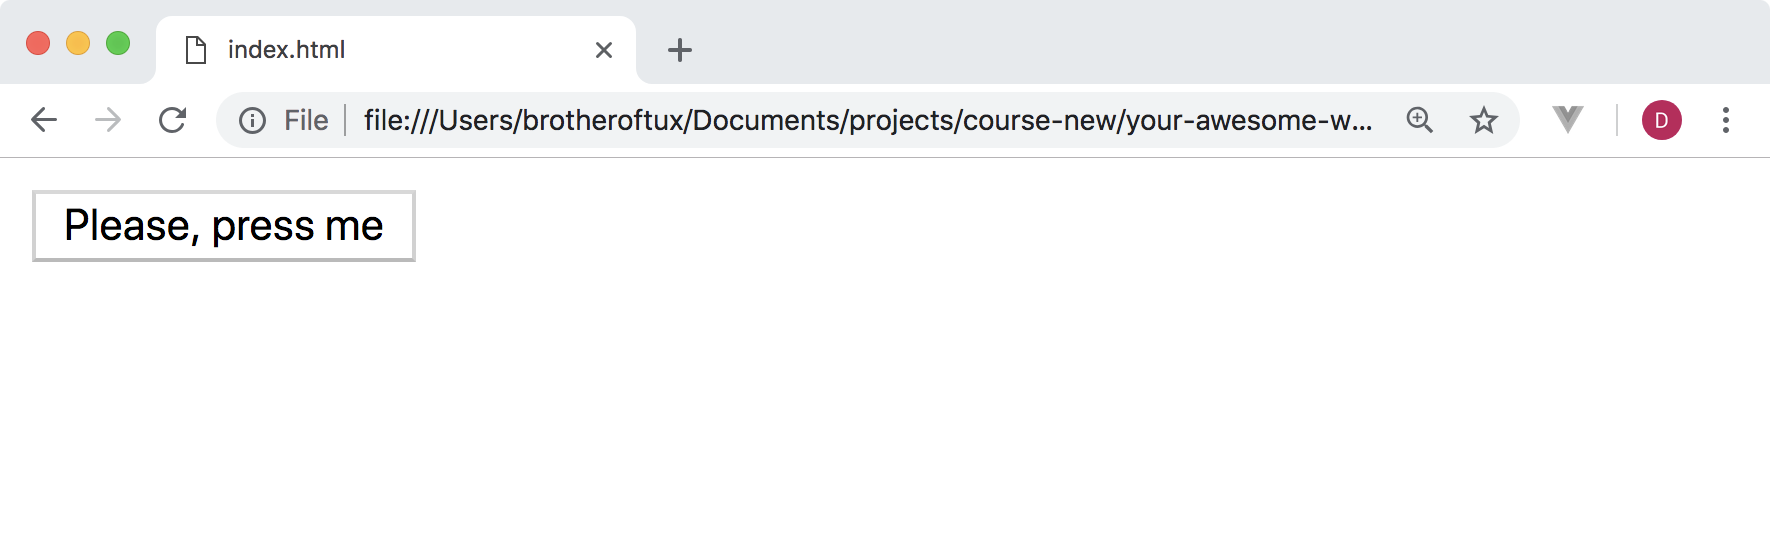 index.html
File
file:///Users/brotheroftux/Documents/projects/course-new/your-awesome-w...
D
Please, press me